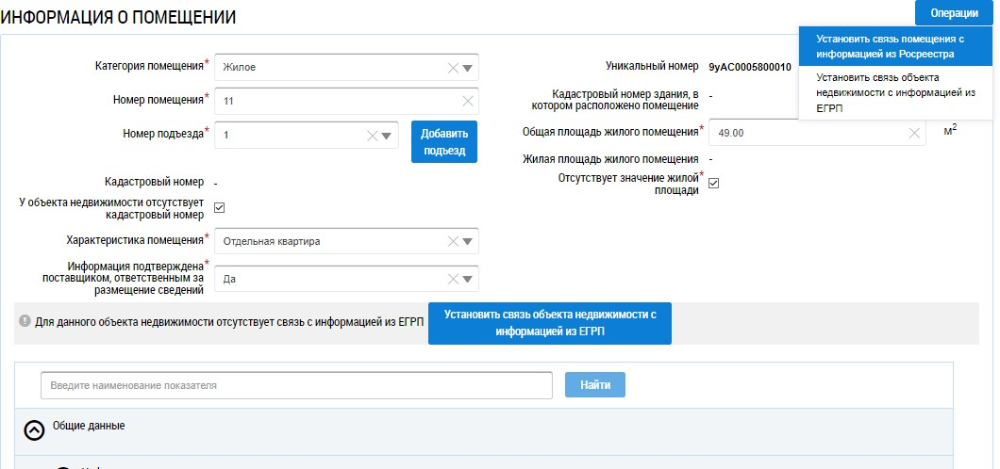 ИНФОРМАЦИЯ О ПОМЕЩЕНИИ
Операции
Установить связь помещения с
информацией из Росреестра
Установить связь объекта
недвижимости с информацией из
ЕГРП
Категория помещения*
Жилое
Номер помещения*
11
Номер подъезда*
1
Добавить
подъезд
Кадастровый номер
-
У объекта недвижимости отсутствует
кадастровый номер
Характеристика помещения*
Отдельная квартира
Информация подтверждена*
поставщиком, ответственным за
размещение сведений
Да
Уникальный номер
9уАС0005800010
Кадастровый номер здания, в
котором расположено помещение
-
Общая площадь жилого помещения*
49.00
м2
Жилая площадь жилого помещения
-
Отсутствует значение жилой*
площади
Для данного объекта недвижимости отсутствует связь с информацией из ЕГРП
Установить связь объекта недвижимости с
информацией из ЕГРП
Введите наименование показателя
Найти
Общие данные